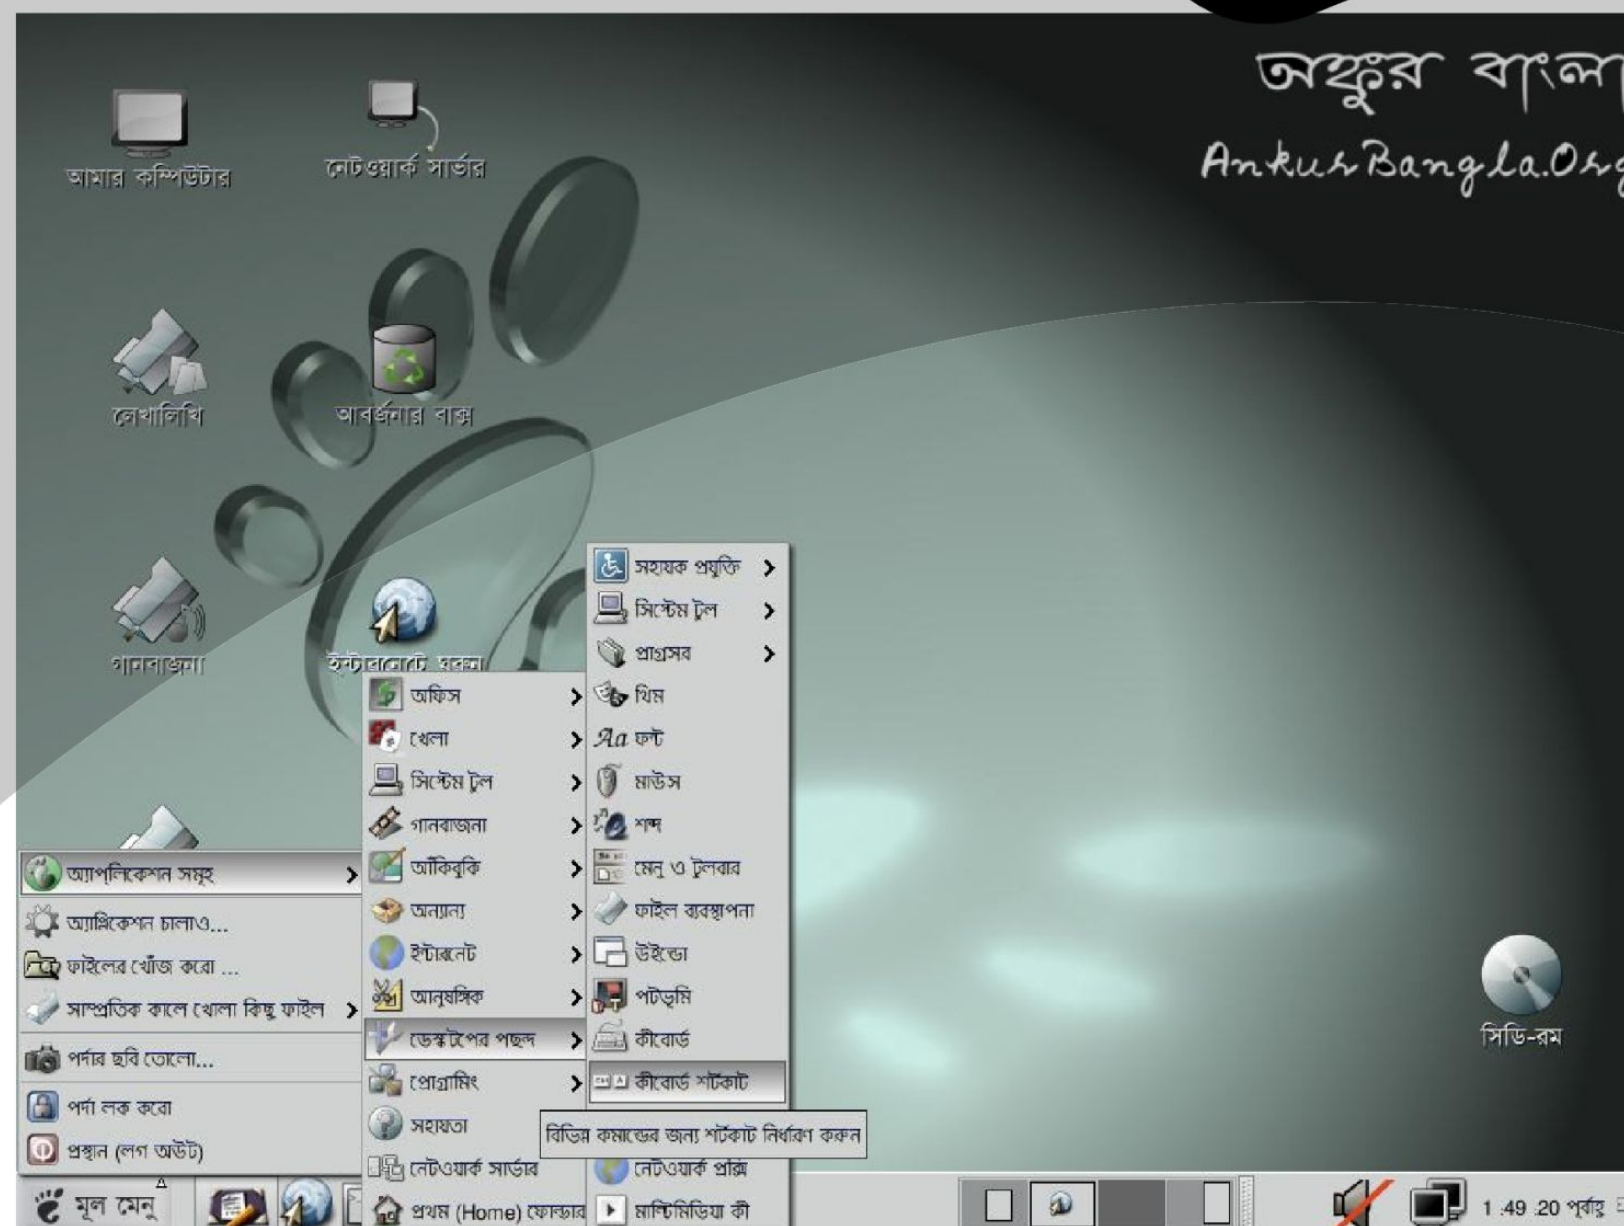 অঙ্কুর বাংলা
AnkurBangla.Org
আমার কম্পিউটার
নেটওয়ার্ক সার্ভার
লেখালিখি
আবর্জনার বাক্স
গানবাজনা
ইন্টারনেটে ঘুরুন
সিডি-রম
অ্যাপ্লিকেশন সমূহ
অ্যাপ্লিকেশন চালাও...
ফাইলের খোঁজ করো ...
সাম্প্রতিক কালে খোলা কিছু ফাইল
পর্দার ছবি তোলো...
পর্দা লক করো
প্রস্থান (লগ অউট)
অফিস
খেলা
সিস্টেম টুল
গানবাজনা
আঁকিবুকি
অন্যান্য
ইন্টারনেট
আনুষঙ্গিক
ডেস্কটপের পছন্দ
প্রোগ্রামিং
সহায়তা
নেটওয়ার্ক সার্ভার
প্রথম (Home) ফোল্ডার
সহায়ক প্রযুক্তি
সিস্টেম টুল
প্রাগ্রসর
থিম
ফন্ট
মাউস
শব্দ
মেনু ও টুলবার
ফাইল ব্যবস্থাপনা
উইন্ডো
পটভূমি
কীবোর্ড
কীবোর্ড শর্টকাট
বিভিন্ন কমান্ডের জন্য শর্টকাট নির্ধারণ করুন
নেটওয়ার্ক প্রক্সি
মাল্টিমিডিয়া কী
মূল মেনু
1 :49 :20 পূর্বাহ্ণ